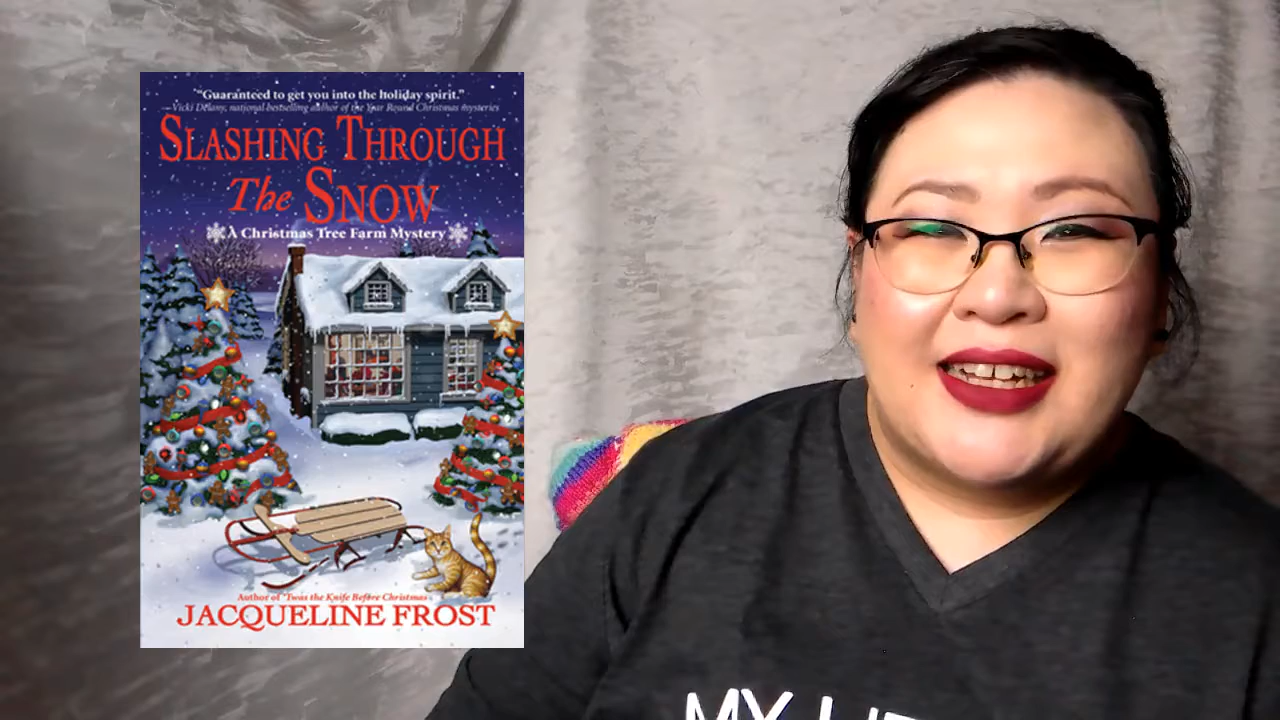 "Guaranteed to get you into the holiday spirit."
—Vicki Delany, national bestselling author of the Year Round Christmas mysteries
SLASHING THROUGH
The SNOW
A Christmas Tree Farm Mystery
Author of 'Twas the Knife Before Christmas
JACQUELINE FROST
MY